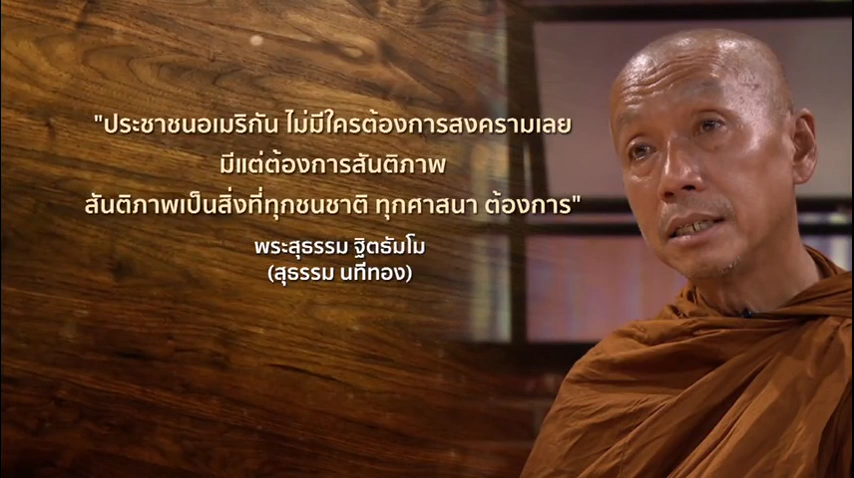 "ประชาชนอเมริกัน ไม่มีใครต้องการสงครามเลย
มีแต่ต้องการสันติภาพ
สันติภาพเป็นสิ่งที่ทุกชนชาติ ทุกศาสนา ต้องการ"
พระสุธรรม ฐิตธัมโม
(สุธรรม นทีทอง)